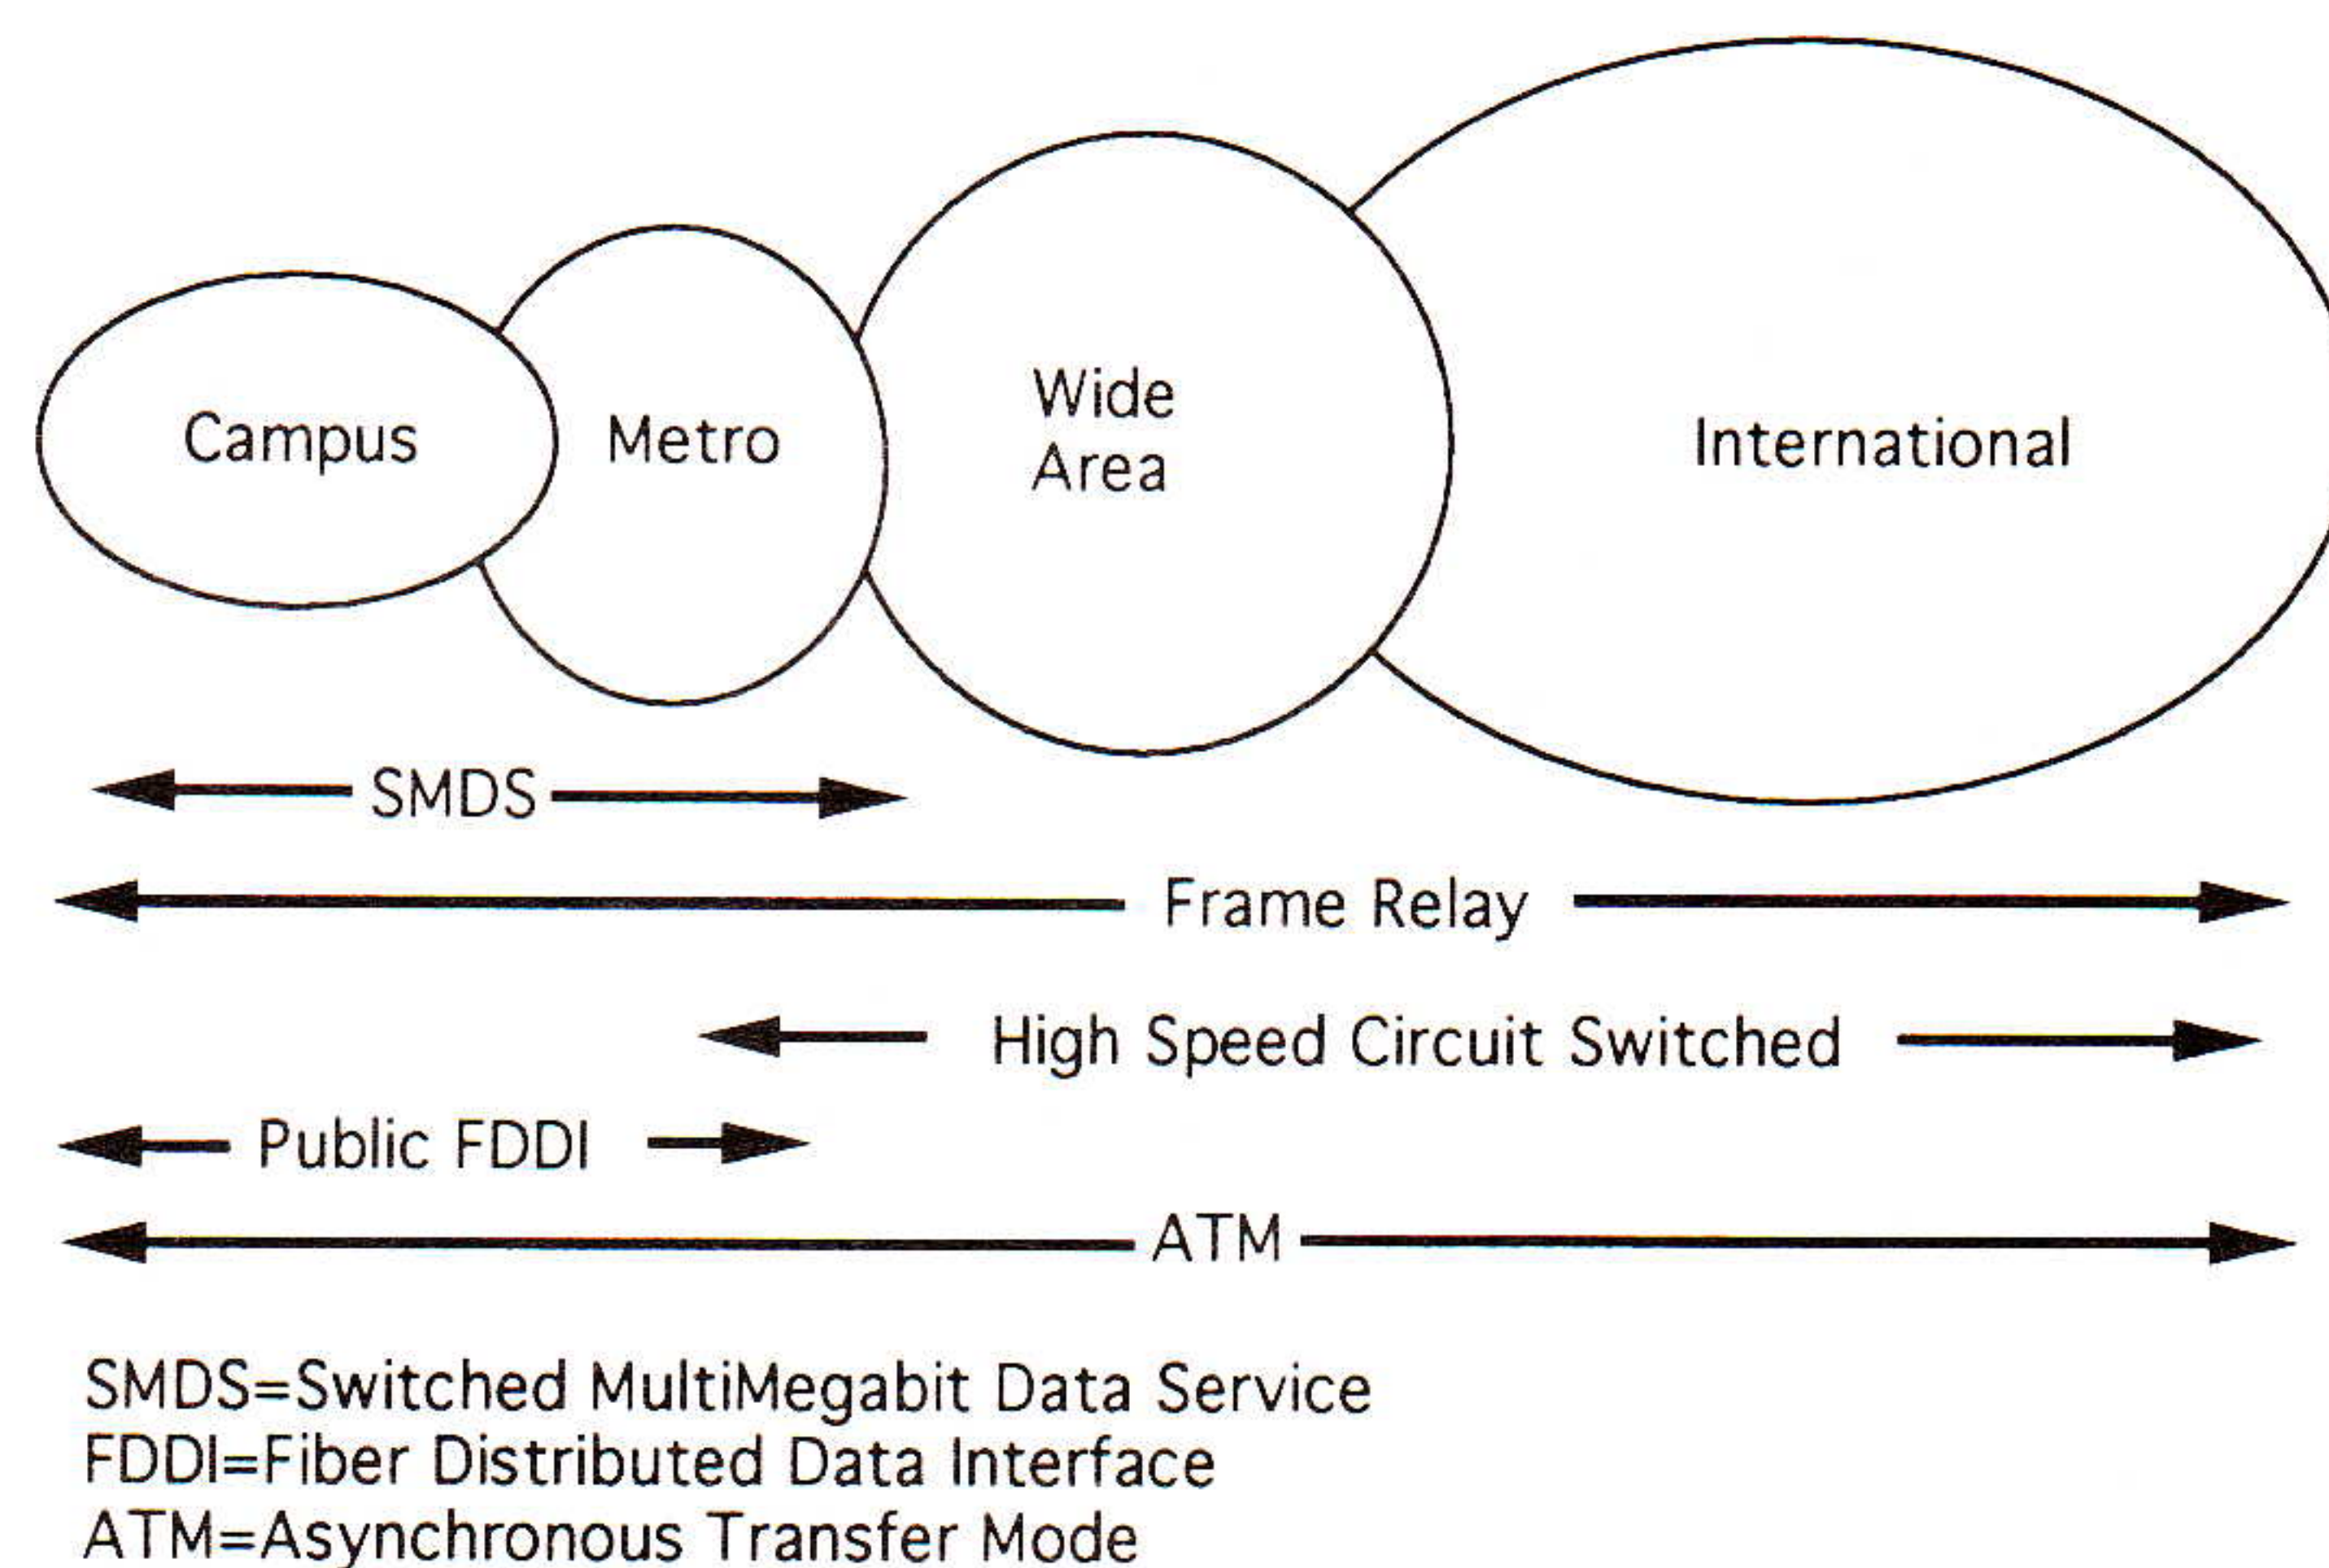 Campus
Metro
Wide
Area
International
SMDS
Frame Relay
High Speed Circuit Switched
Public FDDI
ATM
SMDS=Switched MultiMegabit Data Service
FDDI=Fiber Distributed Data Interface
ATM=Asynchronous Transfer Mode